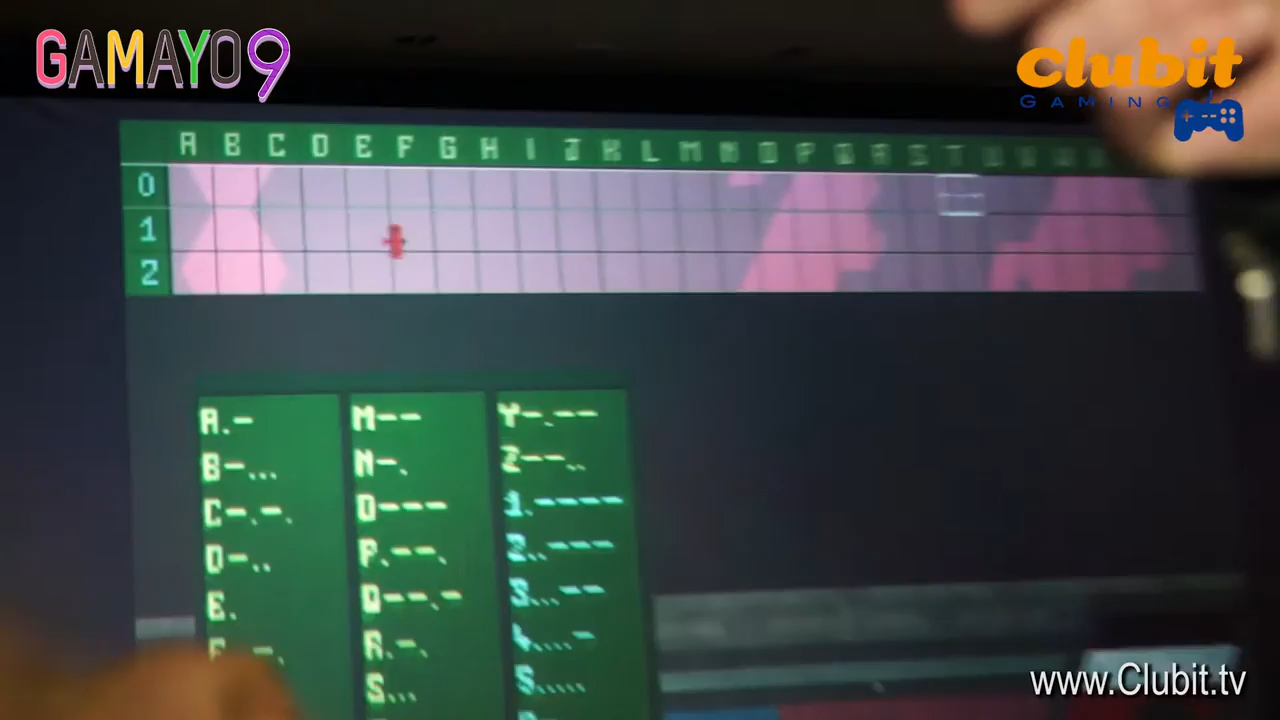 GAMAYO9
clubit
GAMING
A B C D E F G H I J K L M N O P Q R S T U V W
0
1
2
A.-
B-...
C-.-.
D-..
E.
M--
N-.
O---
P.--.
Q--.-
R.-.
S...
Y-.--
Z--..
1.----
2..---
3...--
4....-
5.....
www.Clubit.tv